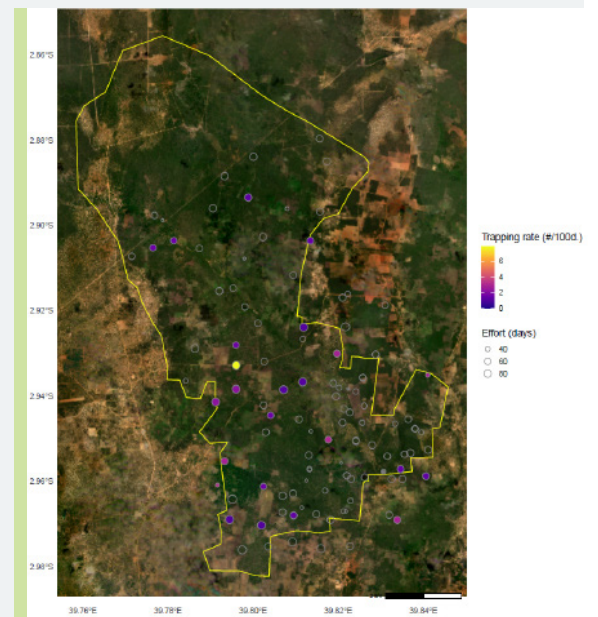 2.86°S
2.88°S
2.90°S
2.92°S
2.94°S
2.96°S
2.98°S
39.76°E
39.78°E
39.80°E
39.82°E
39.84°E
Trapping rate (#/100d.)
6
4
2
0
Effort (days)
40
60
80